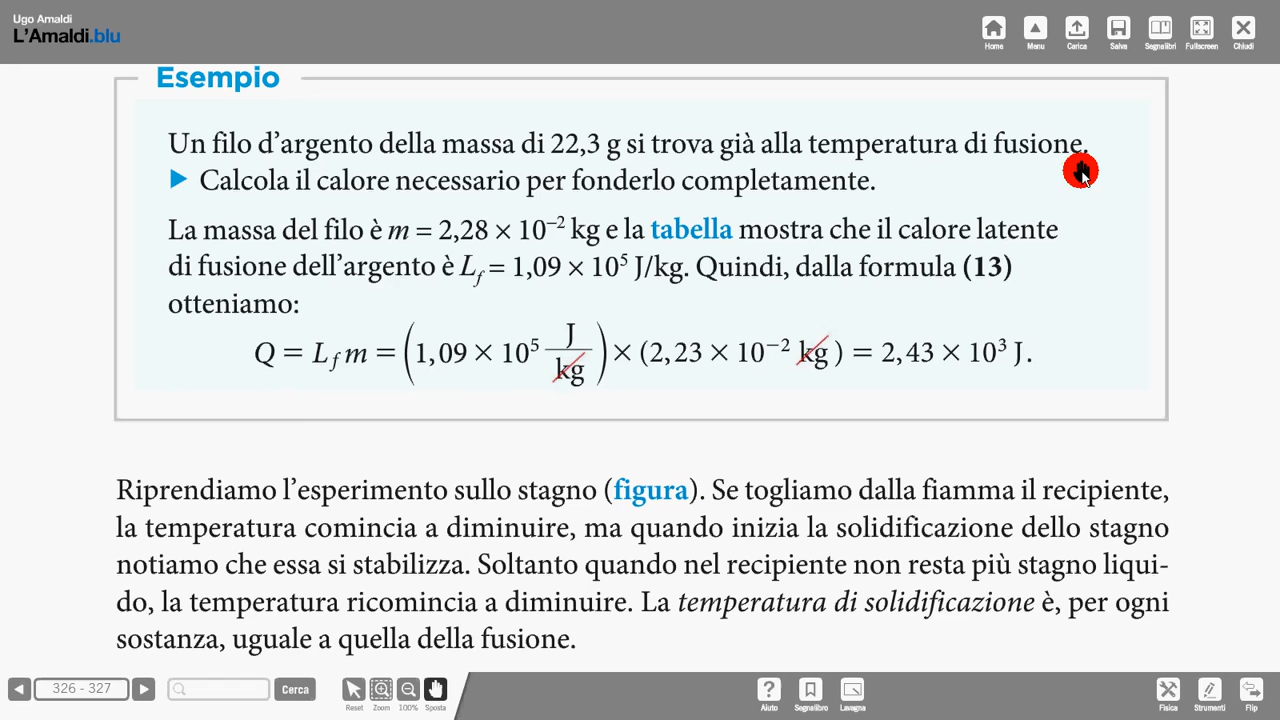 Ugo Amaldi
L'Amaldi.blu
Home Menu Carica Salva Segnalibri Fullscreen Chiudi
Esempio
Un filo d'argento della massa di 22,3 g si trova già alla temperatura di fusione.
Calcola il calore necessario per fonderlo completamente.
La massa del filo è m = 2,28 × 10⁻² kg e la tabella mostra che il calore latente
di fusione dell'argento è L_f = 1,09 × 10⁵ J/kg. Quindi, dalla formula (13)
otteniamo:
Q = L_f m = (1,09 × 10⁵ J/kg) × (2,23 × 10⁻² kg) = 2,43 × 10³ J.
Riprendiamo l'esperimento sullo stagno (figura). Se togliamo dalla fiamma il recipiente,
la temperatura comincia a diminuire, ma quando inizia la solidificazione dello stagno
notiamo che essa si stabilizza. Soltanto quando nel recipiente non resta più stagno liqui-
do, la temperatura ricomincia a diminuire. La temperatura di solidificazione è, per ogni
sostanza, uguale a quella della fusione.
326 - 327 Cerca Reset Zoom 100% Sposta ? Aiuto Segnalibro Lavagna Fisica Strumenti Flip